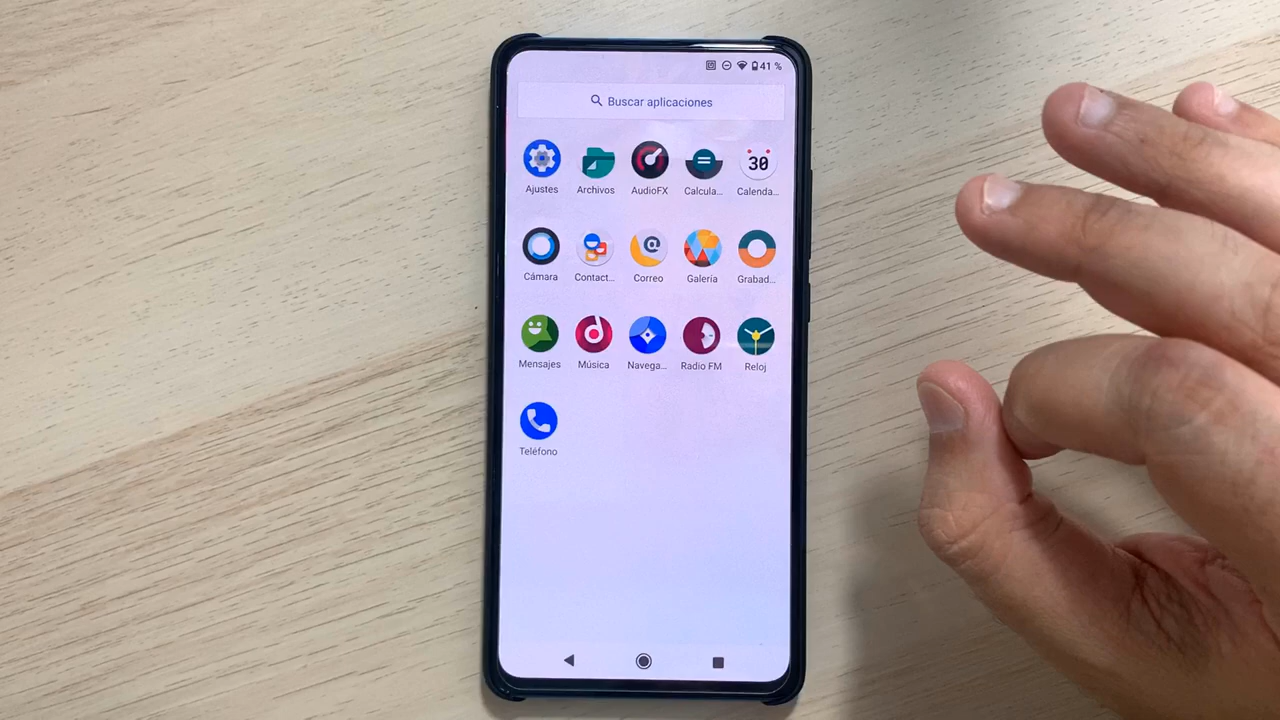 41 %
Buscar aplicaciones
Ajustes Archivos AudioFX Calcula... Calenda...
30
Cámara Contact... Correo Galería Grabad...
@
Mensajes Música Navega... Radio FM Reloj
Teléfono